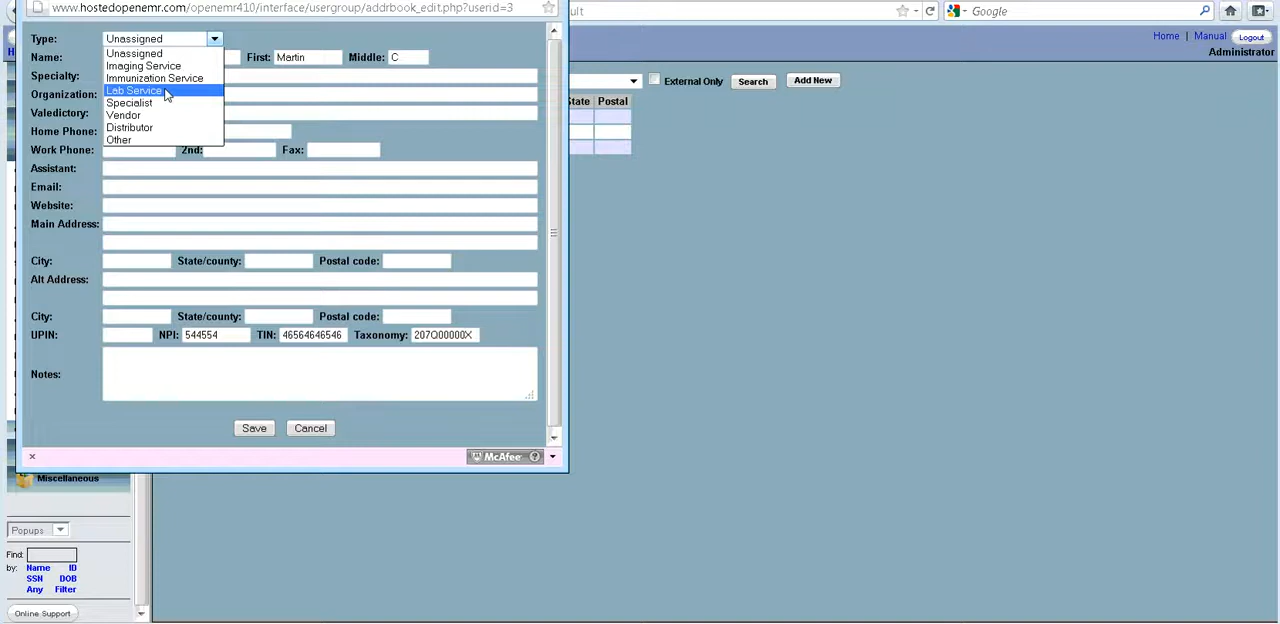 www.hostedopenemr.com/openemr410/interface/usergroup/addrbook_edit.php?userid=3
ult
Google
Home | Manual Logout
Administrator
Type: Unassigned
Unassigned
Imaging Service
Immunization Service
Lab Service
Specialist
Vendor
Distributor
Other
Name: First: Martin Middle: C
Specialty:
Organization:
Valedictory:
Home Phone:
Work Phone: 2nd: Fax:
Assistant:
Email:
Website:
Main Address:
City: State/county: Postal code:
Alt Address:
City: State/county: Postal code:
UPIN: NPI: 544554 TIN: 46564646546 Taxonomy: 207Q00000X
Notes:
Save Cancel
x McAfee ?
External Only Search Add New
State Postal
Miscellaneous
Popups
Find:
by: Name ID
SSN DOB
Any Filter
Online Support